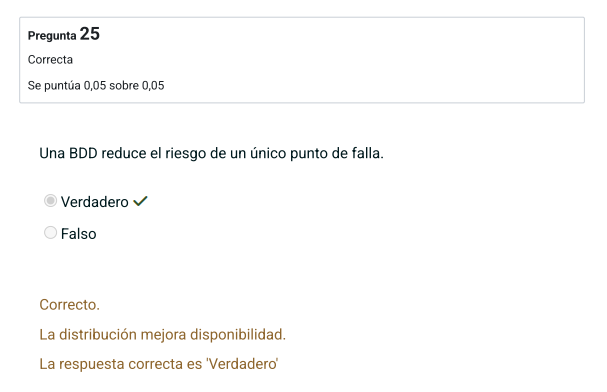 Pregunta 25
Correcta
Se puntúa 0,05 sobre 0,05
Una BDD reduce el riesgo de un único punto de falla.
Verdadero
Falso
Correcto.
La distribución mejora disponibilidad.
La respuesta correcta es 'Verdadero'